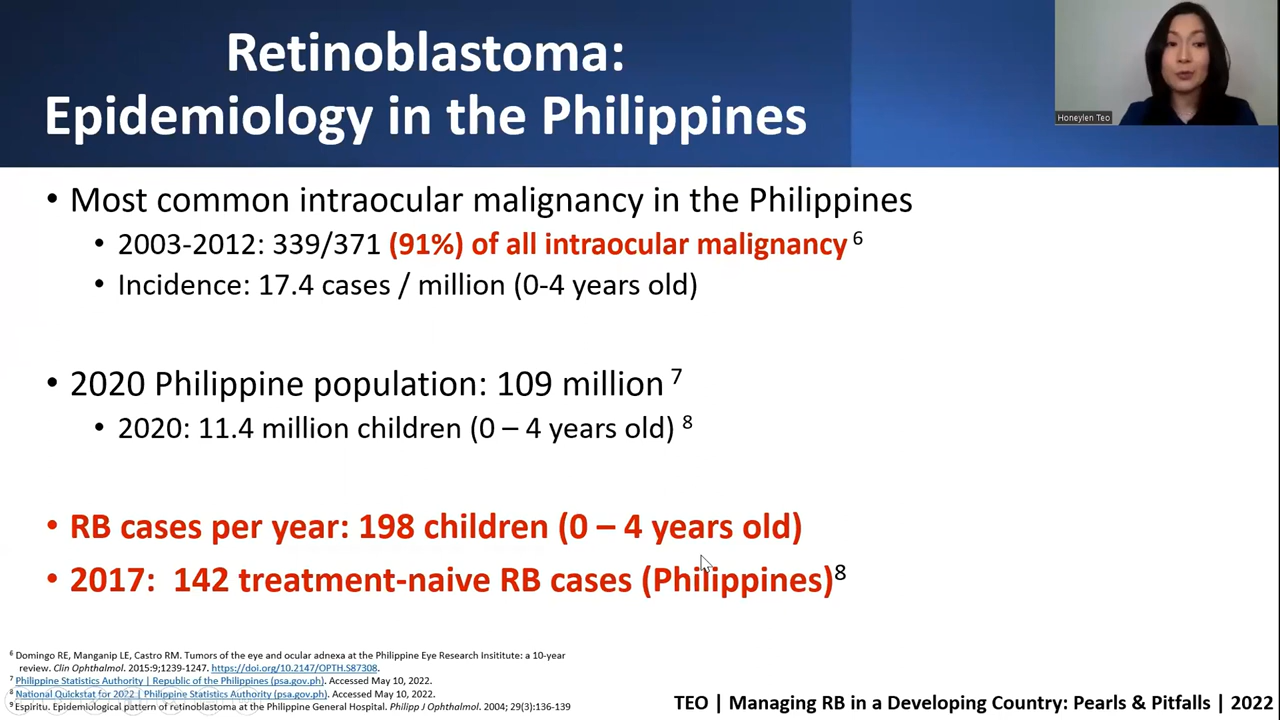 Retinoblastoma:
Epidemiology in the Philippines
Honeylen Teo
• Most common intraocular malignancy in the Philippines
• 2003-2012: 339/371 (91%) of all intraocular malignancy 6
• Incidence: 17.4 cases / million (0-4 years old)
• 2020 Philippine population: 109 million 7
• 2020: 11.4 million children (0 – 4 years old) 8
• RB cases per year: 198 children (0 – 4 years old)
• 2017: 142 treatment-naive RB cases (Philippines)8
6 Domingo RE, Manganip LE, Castro RM. Tumors of the eye and ocular adnexa at the Philippine Eye Research Insititute: a 10-year
review. Clin Ophthalmol. 2015:9;1239-1247. https://doi.org/10.2147/OPTH.S87308.
7 Philippine Statistics Authority | Republic of the Philippines (psa.gov.ph). Accessed May 10, 2022.
8 National Quickstat for 2022 | Philippine Statistics Authority (psa.gov.ph). Accessed May 10, 2022.
9 Espiritu. Epidemiological pattern of retinoblastoma at the Philippine General Hospital. Philipp J Ophthalmol. 2004; 29(3):136-139
TEO | Managing RB in a Developing Country: Pearls & Pitfalls | 2022